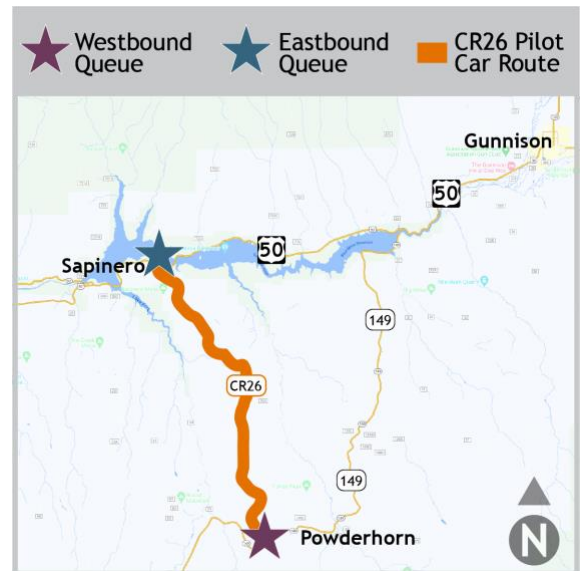 Westbound
Queue
Eastbound
Queue
CR26 Pilot
Car Route
Gunnison
50
50
Sapinero
149
CR26
149
Powderhorn
N